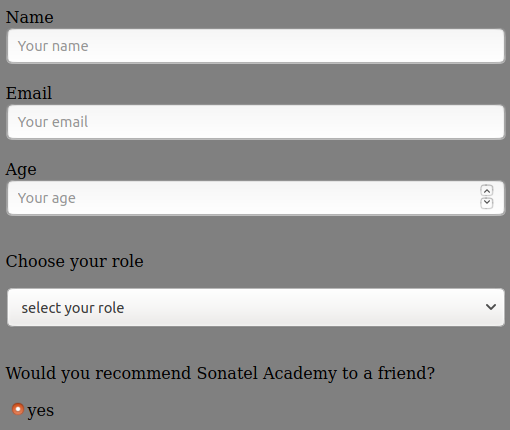 Name
Your name
Email
Your email
Age
Your age
Choose your role
select your role
Would you recommend Sonatel Academy to a friend?
yes